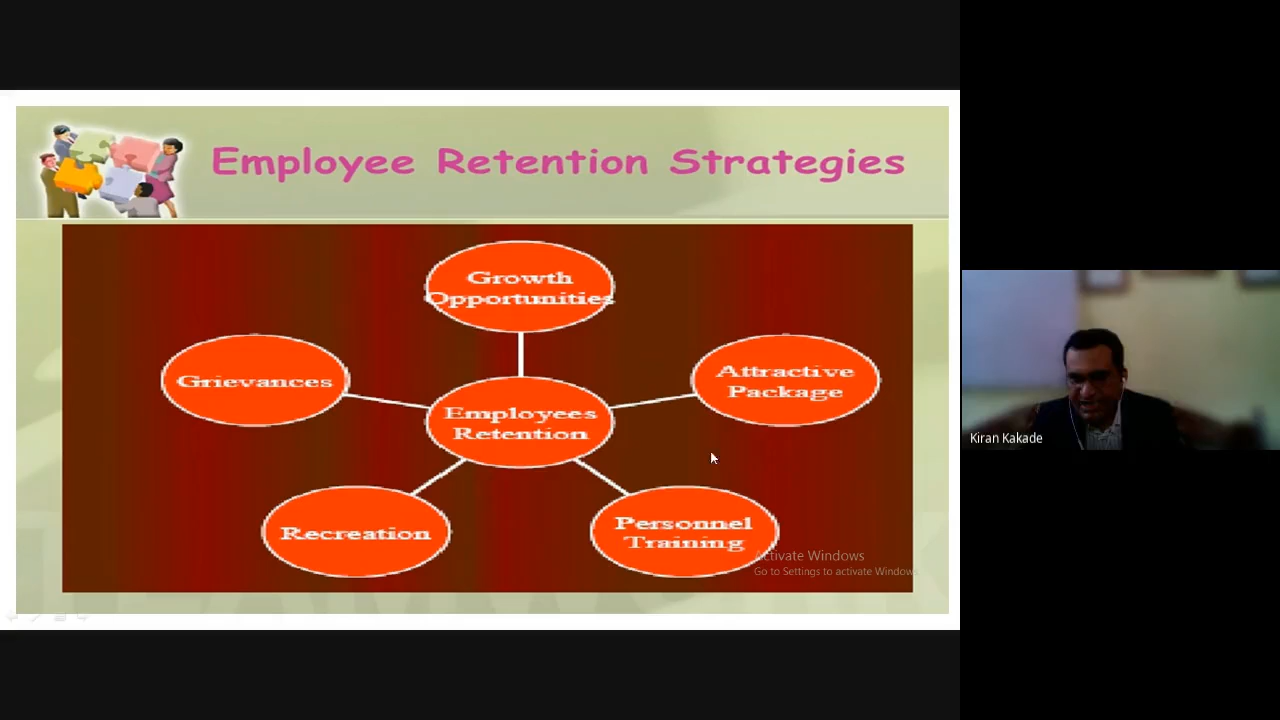 Employee Retention Strategies
Growth
Opportunities
Grievances
Attractive
Package
Employees
Retention
Recreation
Personnel
Training
Activate Windows
Go to Settings to activate Window
Kiran Kakade